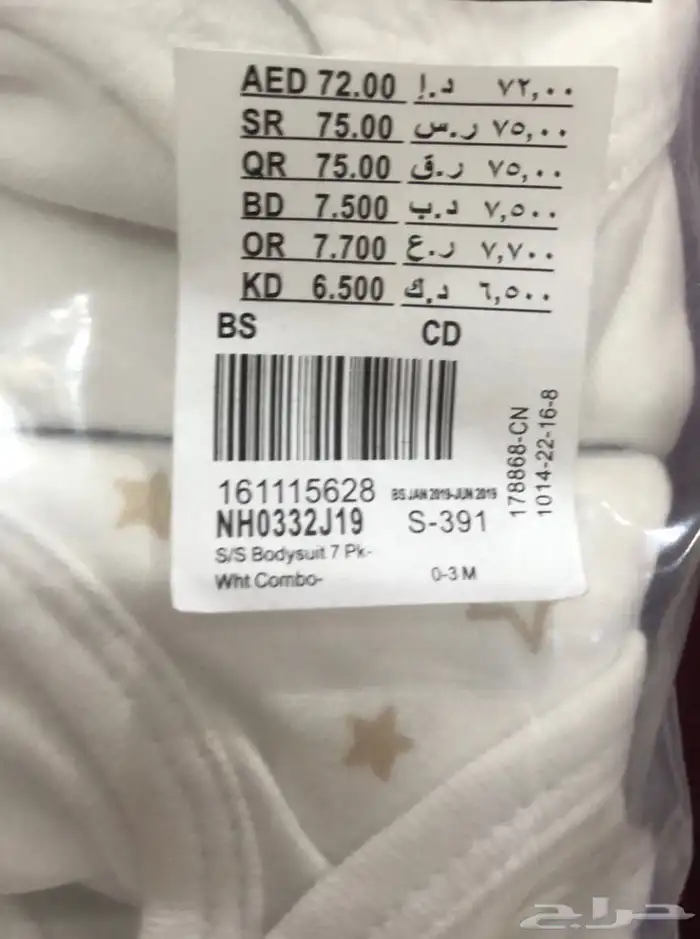 AED 72.00 د.إ ٧٢,٠٠
SR 75.00 ر.س ٧٥,٠٠
QR 75.00 ر.ق ٧٥,٠٠
BD 7.500 د.ب ٧,٥٠٠
OR 7.700 ر.ع ٧,٧٠٠
KD 6.500 د.ك ٦,٥٠٠
BS CD
161115628 BS JAN 2019-JUN 2019
NH0332J19 S-391
S/S Bodysuit 7 Pk-
Wht Combo- 0-3 M
178868-CN
1014-22-16-8
حراج